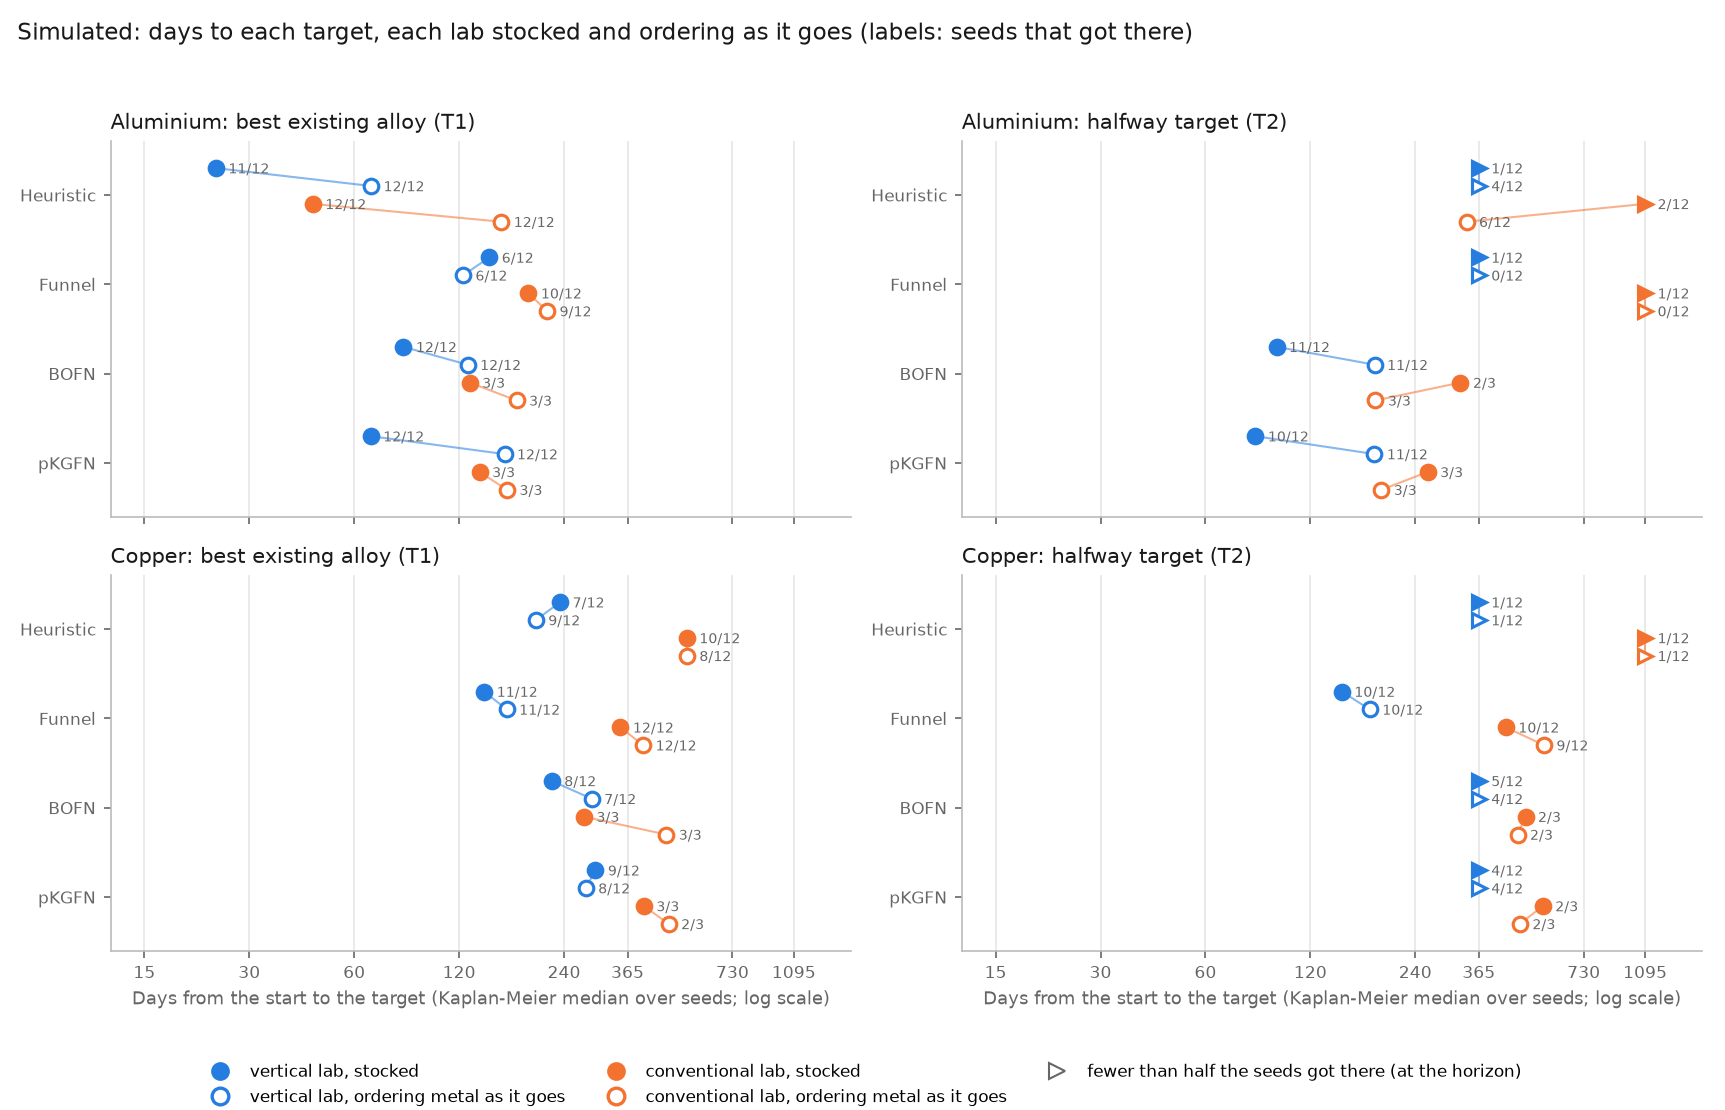 Simulated: days to each target, each lab stocked and ordering as it goes (labels: seeds that got there)
Aluminium: best existing alloy (T1)
Heuristic
11/12
12/12
12/12
12/12
Funnel
6/12
6/12
10/12
9/12
BOFN
12/12
12/12
3/3
3/3
pKGFN
12/12
12/12
3/3
3/3
Aluminium: halfway target (T2)
Heuristic
1/12
4/12
2/12
6/12
Funnel
1/12
0/12
1/12
0/12
BOFN
11/12
11/12
2/3
3/3
pKGFN
10/12
11/12
3/3
3/3
Copper: best existing alloy (T1)
Heuristic
7/12
9/12
10/12
8/12
Funnel
11/12
11/12
12/12
12/12
BOFN
8/12
7/12
3/3
3/3
pKGFN
9/12
8/12
3/3
2/3
15 30 60 120 240 365 730 1095
Days from the start to the target (Kaplan-Meier median over seeds; log scale)
Copper: halfway target (T2)
Heuristic
1/12
1/12
1/12
1/12
Funnel
10/12
10/12
10/12
9/12
BOFN
5/12
4/12
2/3
2/3
pKGFN
4/12
4/12
2/3
2/3
15 30 60 120 240 365 730 1095
Days from the start to the target (Kaplan-Meier median over seeds; log scale)
vertical lab, stocked
vertical lab, ordering metal as it goes
conventional lab, stocked
conventional lab, ordering metal as it goes
fewer than half the seeds got there (at the horizon)